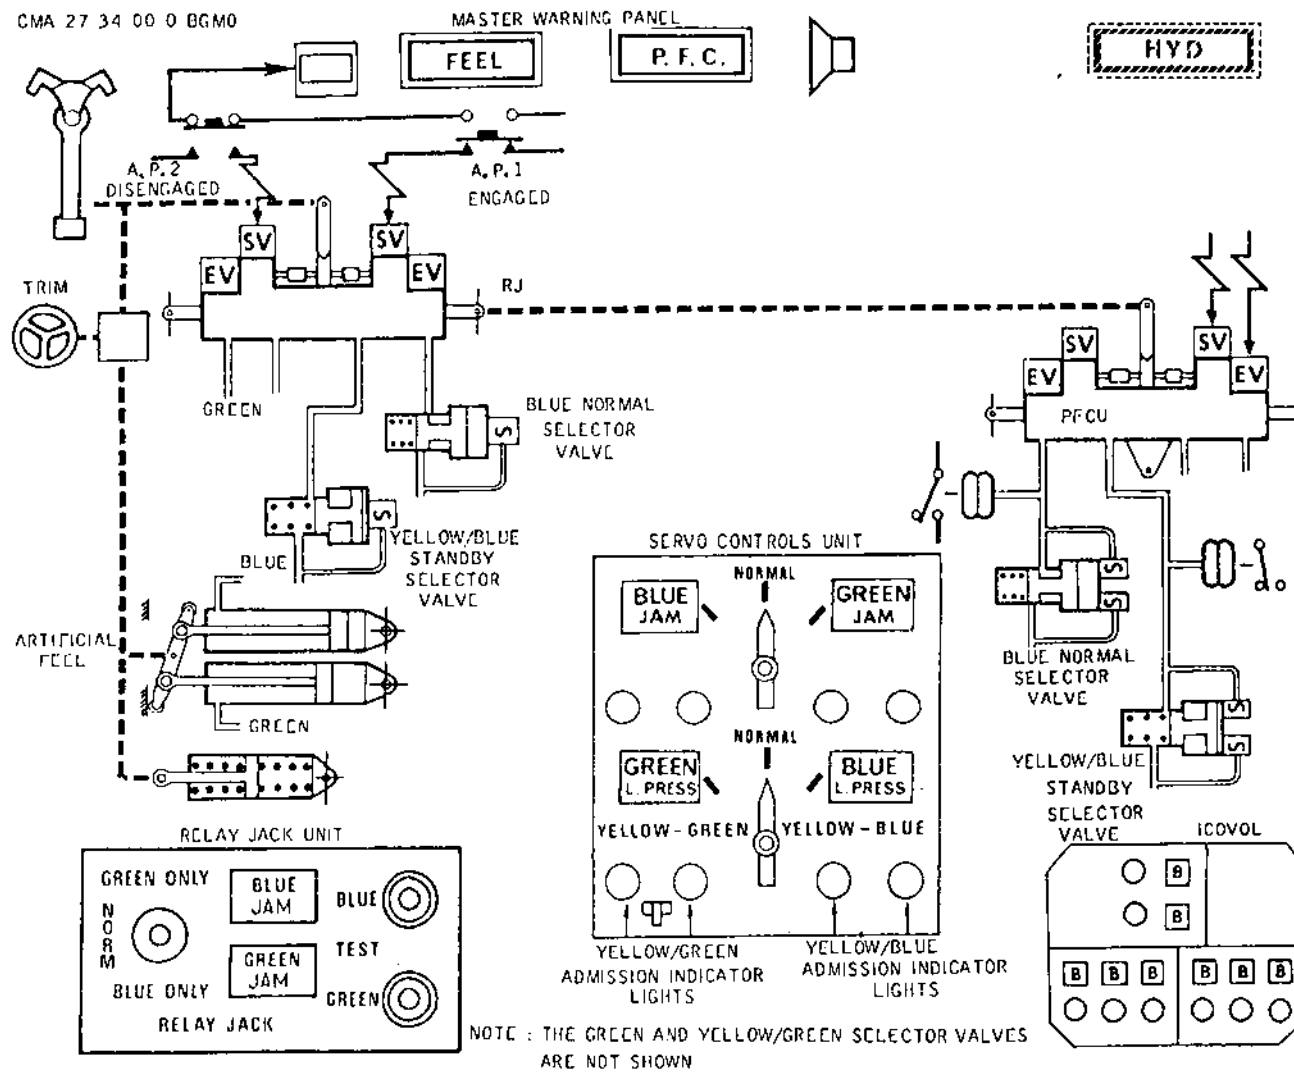 CMA 27 34 00 0 BGM0
MASTER WARNING PANEL
FEEL
P.F.C.
HYD
A.P.2
DISENGAGED
A.P.1
ENGAGED
SV
SV
EV
EV
RJ
TRIM
GREEN
BLUE NORMAL
SELECTOR
VALVE
S
SV
SV
EV
EV
PFCU
S
BLUE
YELLOW/BLUE
STANDBY
SELECTOR
VALVE
ARTIFICIAL
FEEL
GREEN
SERVO CONTROLS UNIT
NORMAL
BLUE
JAM
GREEN
JAM
NORMAL
GREEN
L. PRESS
BLUE
L. PRESS
YELLOW-GREEN
YELLOW-BLUE
YELLOW/GREEN
ADMISSION INDICATOR
LIGHTS
YELLOW/BLUE
ADMISSION INDICATOR
LIGHTS
S
S
BLUE NORMAL
SELECTOR
VALVE
S
S
YELLOW/BLUE
STANDBY
SELECTOR
VALVE
ICOVOL
B
B
B B B
B B B
RELAY JACK UNIT
GREEN ONLY
NORM
BLUE ONLY
BLUE
JAM
GREEN
JAM
BLUE
TEST
GREEN
RELAY JACK
NOTE : THE GREEN AND YELLOW/GREEN SELECTOR VALVES
ARE NOT SHOWN